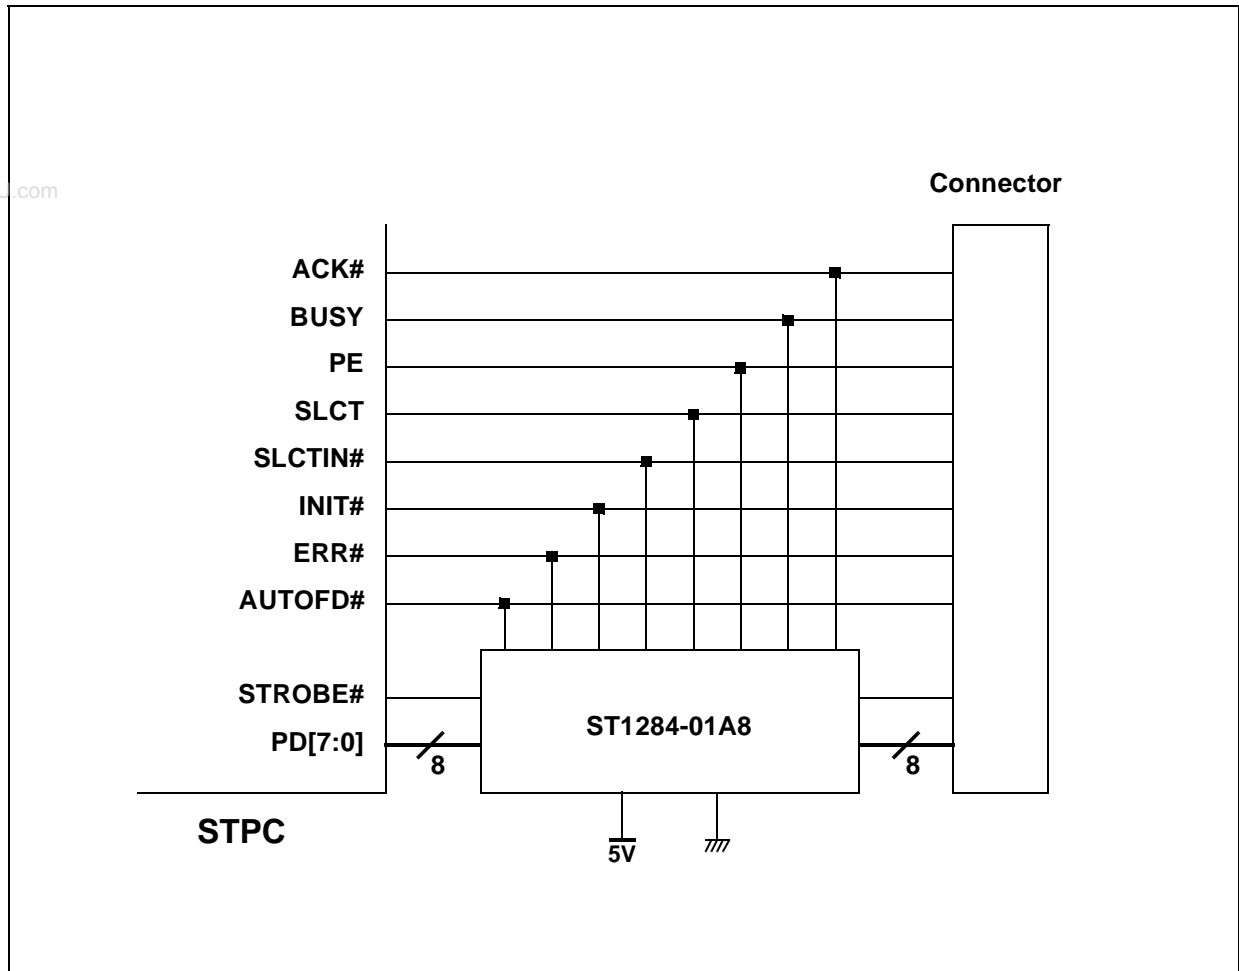 Connector
ACK#
BUSY
PE
SLCT
SLCTIN#
INIT#
ERR#
AUTOFD#
STROBE#
PD[7:0]
8
ST1284-01A8
8
STPC
5V